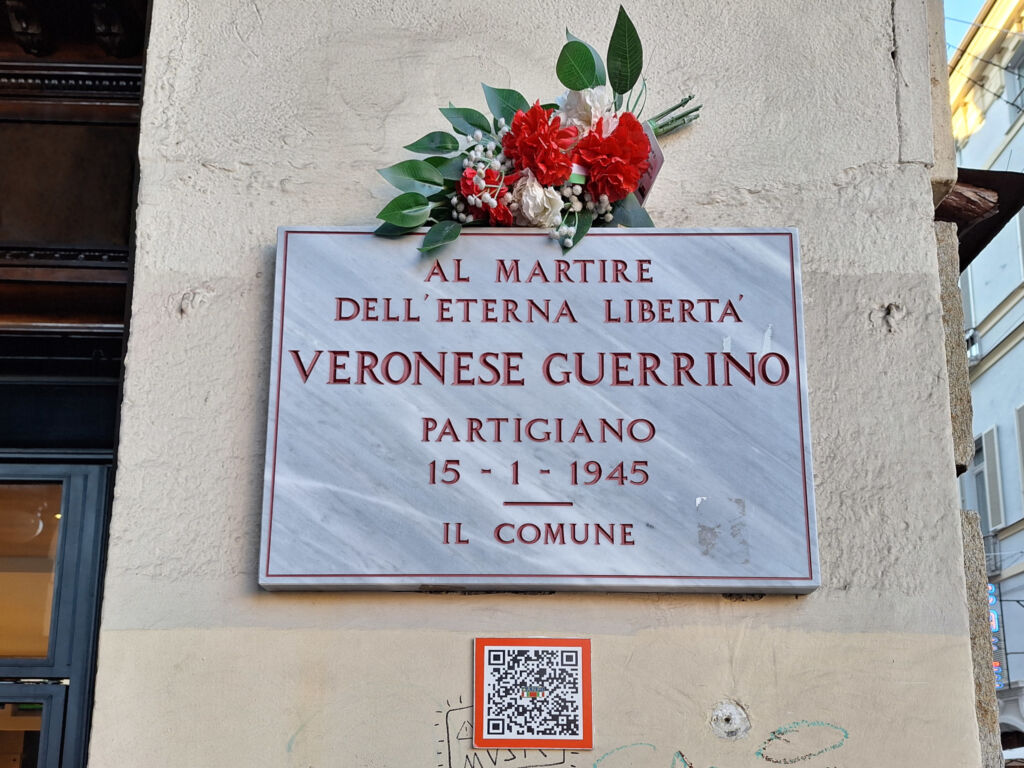 AL MARTIRE
DELL'ETERNA LIBERTA'
VERONESE GUERRINO
PARTIGIANO
15 - 1 - 1945
IL COMUNE